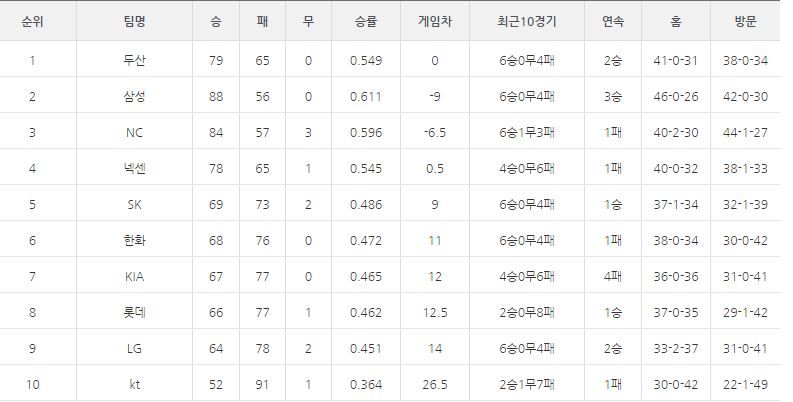 순위 팀명 승 패 무 승률 게임차 최근10경기 연속 홈 방문
1 두산 79 65 0 0.549 0 6승0무4패 2승 41-0-31 38-0-34
2 삼성 88 56 0 0.611 -9 6승0무4패 3승 46-0-26 42-0-30
3 NC 84 57 3 0.596 -6.5 6승1무3패 1패 40-2-30 44-1-27
4 넥센 78 65 1 0.545 0.5 4승0무6패 1패 40-0-32 38-1-33
5 SK 69 73 2 0.486 9 6승0무4패 1승 37-1-34 32-1-39
6 한화 68 76 0 0.472 11 6승0무4패 1패 38-0-34 30-0-42
7 KIA 67 77 0 0.465 12 4승0무6패 4패 36-0-36 31-0-41
8 롯데 66 77 1 0.462 12.5 2승0무8패 1승 37-0-35 29-1-42
9 LG 64 78 2 0.451 14 6승0무4패 2승 33-2-37 31-0-41
10 kt 52 91 1 0.364 26.5 2승1무7패 1패 30-0-42 22-1-49